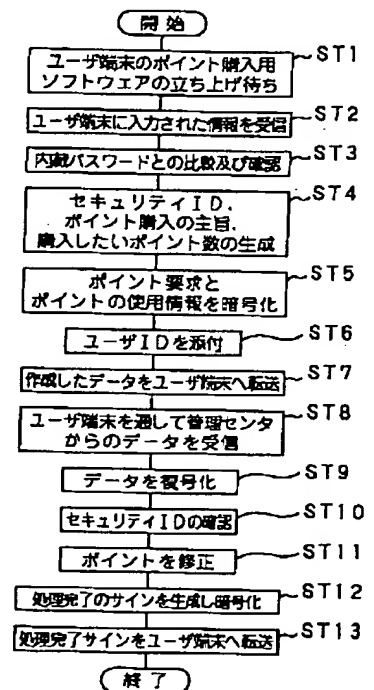 開始
ユーザ端末のポイント購入用
ソフトウェアの立ち上げ待ち
ST1
ユーザ端末に入力された情報を受信
ST2
内蔵パスワードとの比較及び確認
ST3
セキュリティID,
ポイント購入の主旨,
購入したいポイント数の生成
ST4
ポイント要求と
ポイントの使用情報を暗号化
ST5
ユーザIDを添付
ST6
作成したデータをユーザ端末へ転送
ST7
ユーザ端末を通して管理センタ
からのデータを受信
ST8
データを復号化
ST9
セキュリティIDの確認
ST10
ポイントを修正
ST11
処理完了のサインを生成し暗号化
ST12
処理完了サインをユーザ端末へ転送
ST13
終了